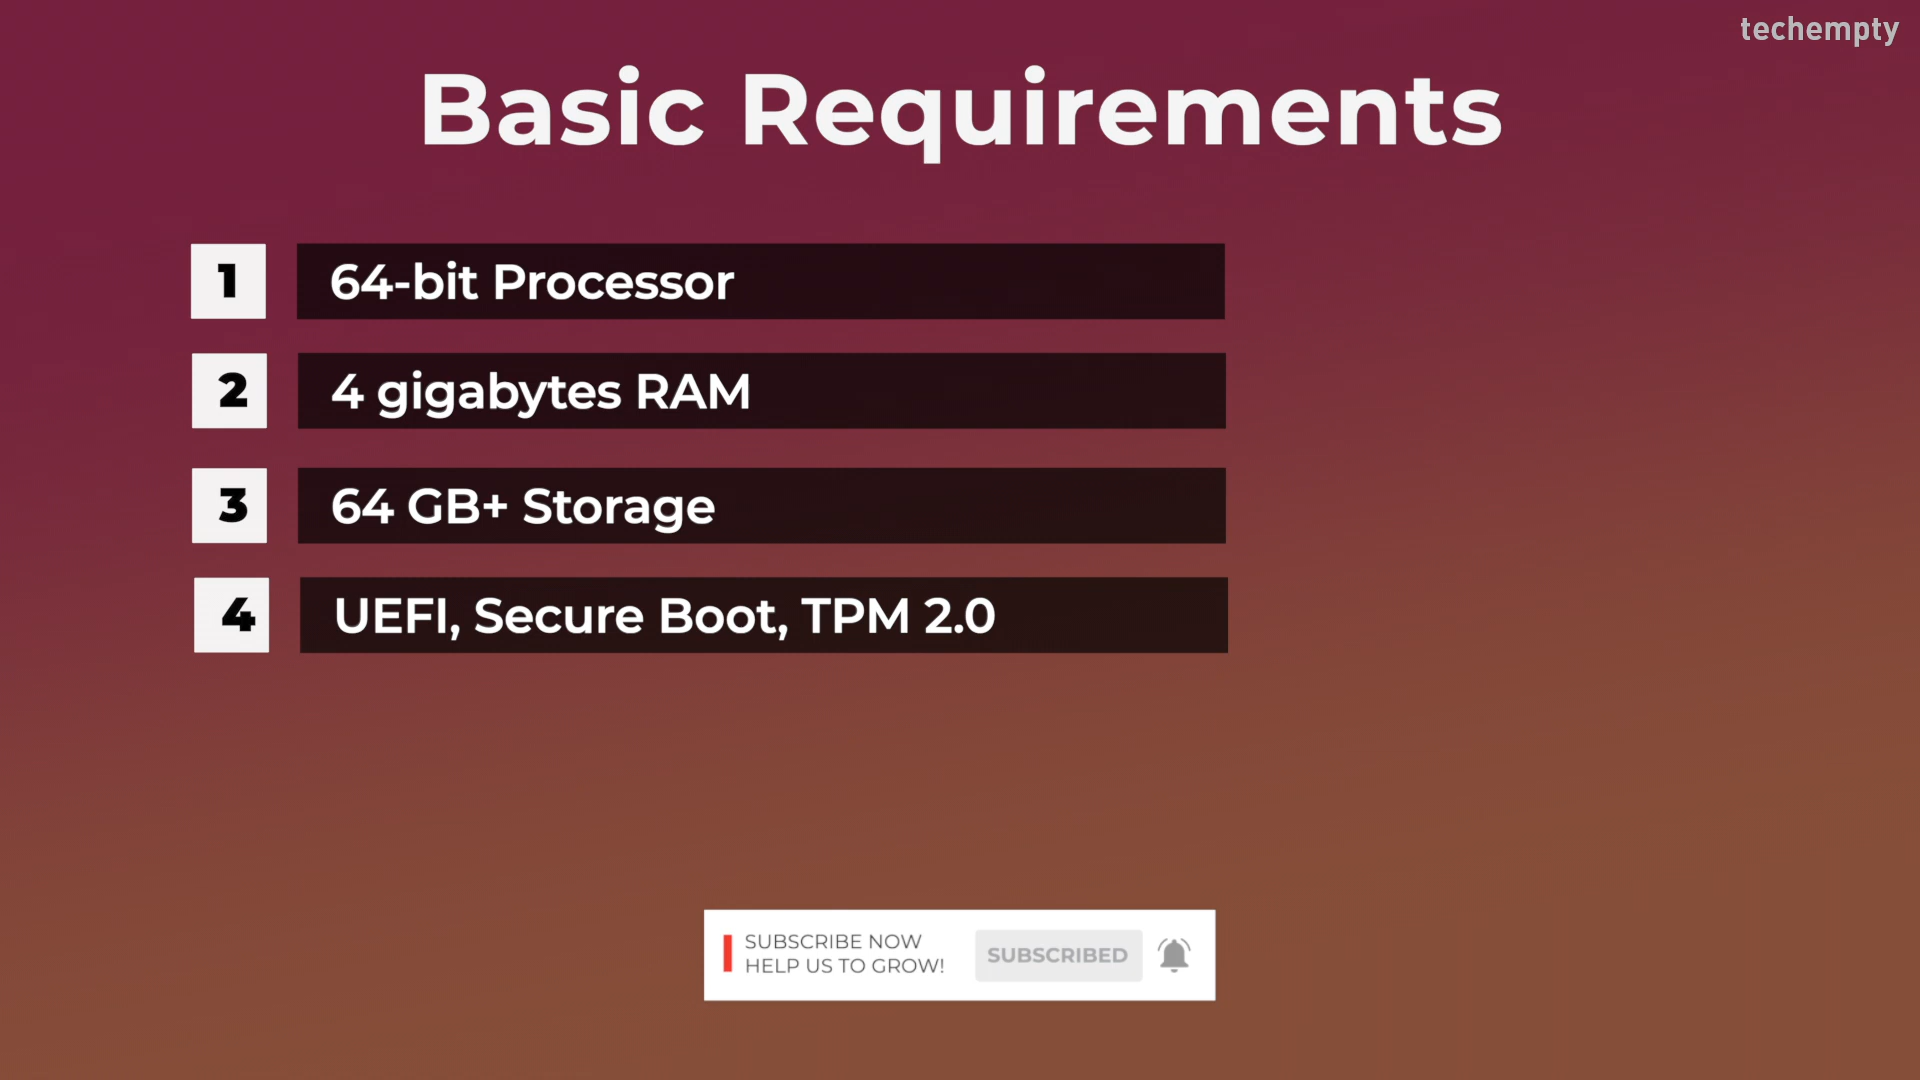 techempty
Basic Requirements
1 64-bit Processor
2 4 gigabytes RAM
3 64 GB+ Storage
4 UEFI, Secure Boot, TPM 2.0
SUBSCRIBE NOW
HELP US TO GROW!
SUBSCRIBED